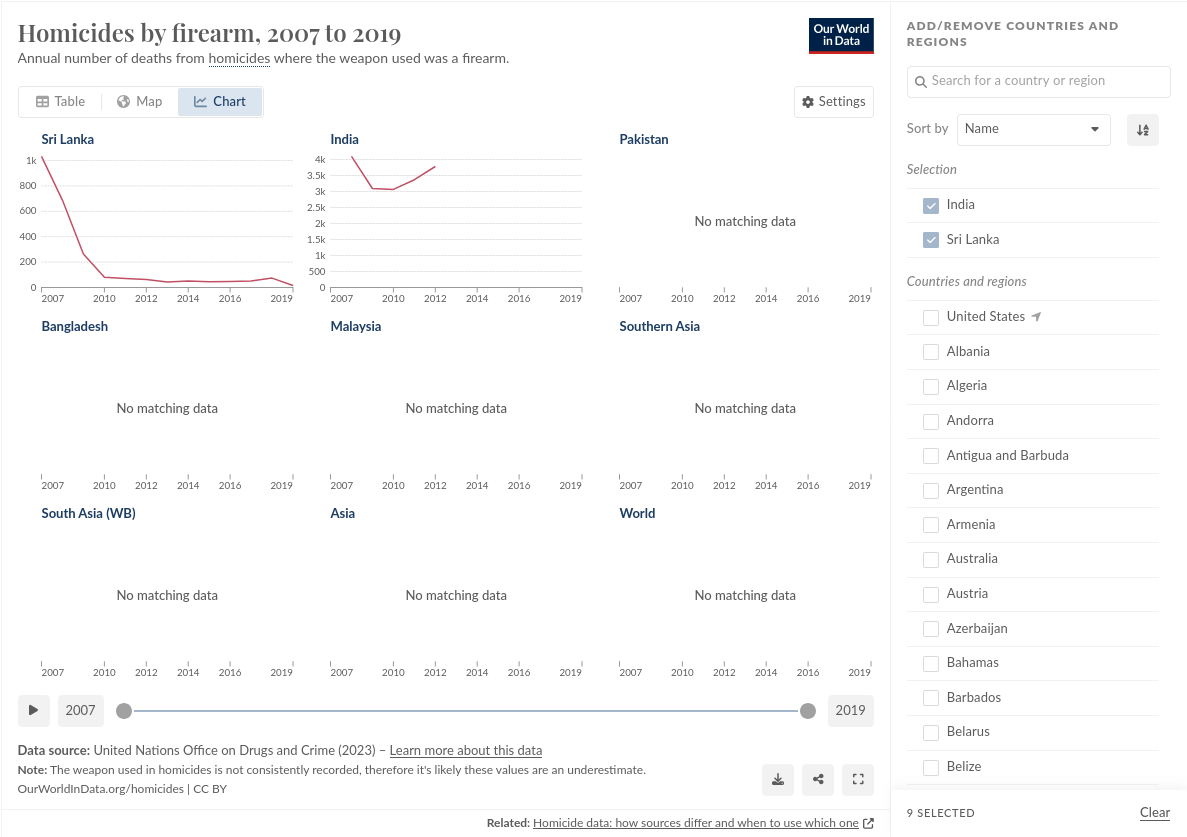 Homicides by firearm, 2007 to 2019
Annual number of deaths from homicides where the weapon used was a firearm.
Our World
in Data
Table
Map
Chart
Settings
Sri Lanka
1k
800
600
400
200
0
2007 2010 2012 2014 2016 2019
India
4k
3.5k
3k
2.5k
2k
1.5k
1k
500
0
2007 2010 2012 2014 2016 2019
Pakistan
No matching data
2007 2010 2012 2014 2016 2019
Bangladesh
No matching data
2007 2010 2012 2014 2016 2019
Malaysia
No matching data
2007 2010 2012 2014 2016 2019
Southern Asia
No matching data
2007 2010 2012 2014 2016 2019
South Asia (WB)
No matching data
2007 2010 2012 2014 2016 2019
Asia
No matching data
2007 2010 2012 2014 2016 2019
World
No matching data
2007 2010 2012 2014 2016 2019
2007
2019
Data source: United Nations Office on Drugs and Crime (2023) – Learn more about this data
Note: The weapon used in homicides is not consistently recorded, therefore it's likely these values are an underestimate.
OurWorldInData.org/homicides | CC BY
Related: Homicide data: how sources differ and when to use which one
ADD/REMOVE COUNTRIES AND
REGIONS
Search for a country or region
Sort by
Name
Selection
India
Sri Lanka
Countries and regions
United States
Albania
Algeria
Andorra
Antigua and Barbuda
Argentina
Armenia
Australia
Austria
Azerbaijan
Bahamas
Barbados
Belarus
Belize
9 SELECTED
Clear